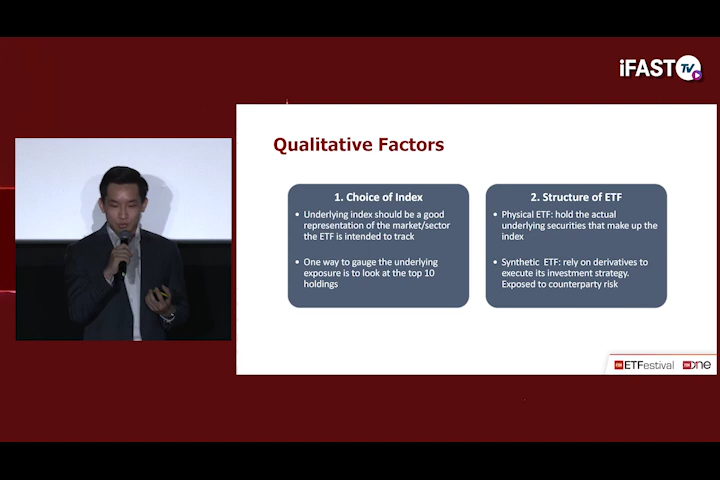 iFAST TV
Qualitative Factors
1. Choice of Index
• Underlying index should be a good
representation of the market/sector
the ETF is intended to track
• One way to gauge the underlying
exposure is to look at the top 10
holdings
2. Structure of ETF
• Physical ETF: hold the actual
underlying securities that make up the
index
• Synthetic ETF: rely on derivatives to
execute its investment strategy.
Exposed to counterparty risk
ETFestival
one